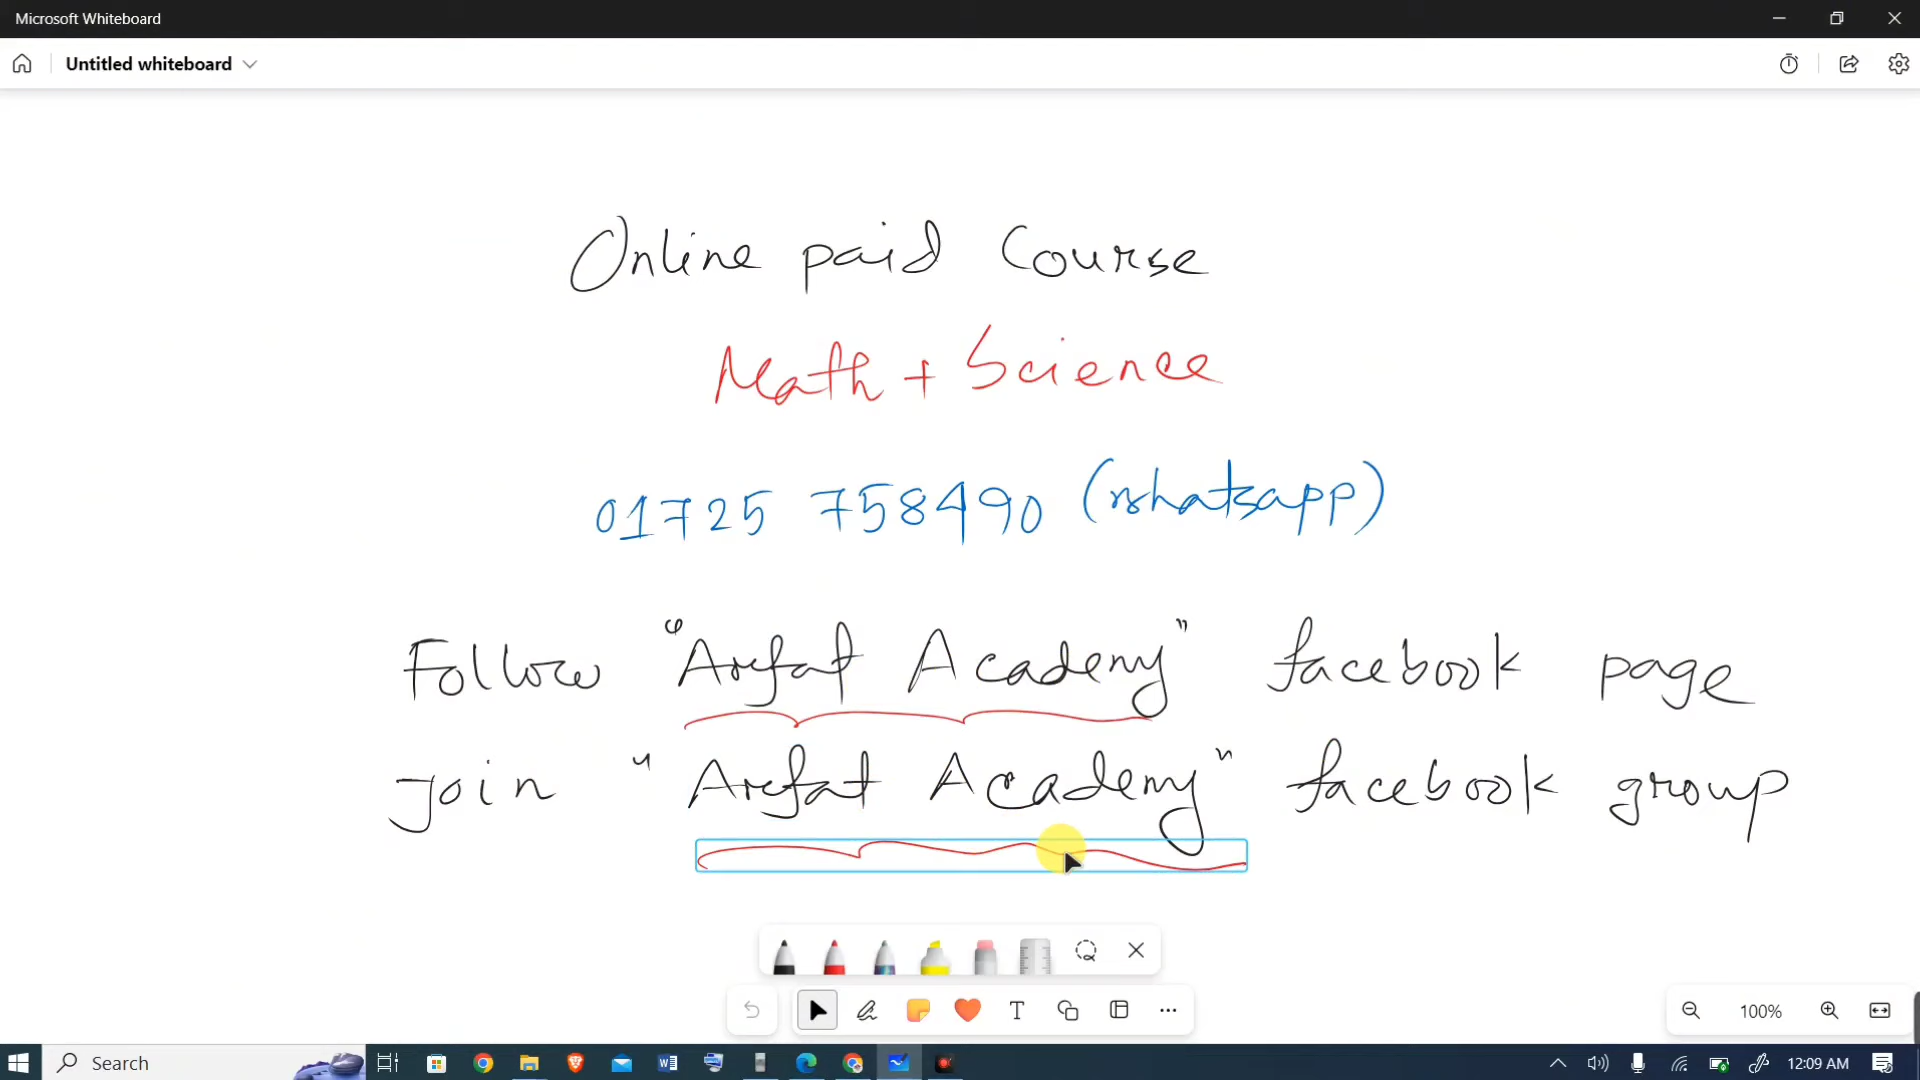 Microsoft Whiteboard
Untitled whiteboard
Online paid Course
Math + Science
01725 758490 (whatsapp)
Follow "Arfat Academy" facebook page
join "Arfat Academy" facebook group
100%
Search
12:09 AM